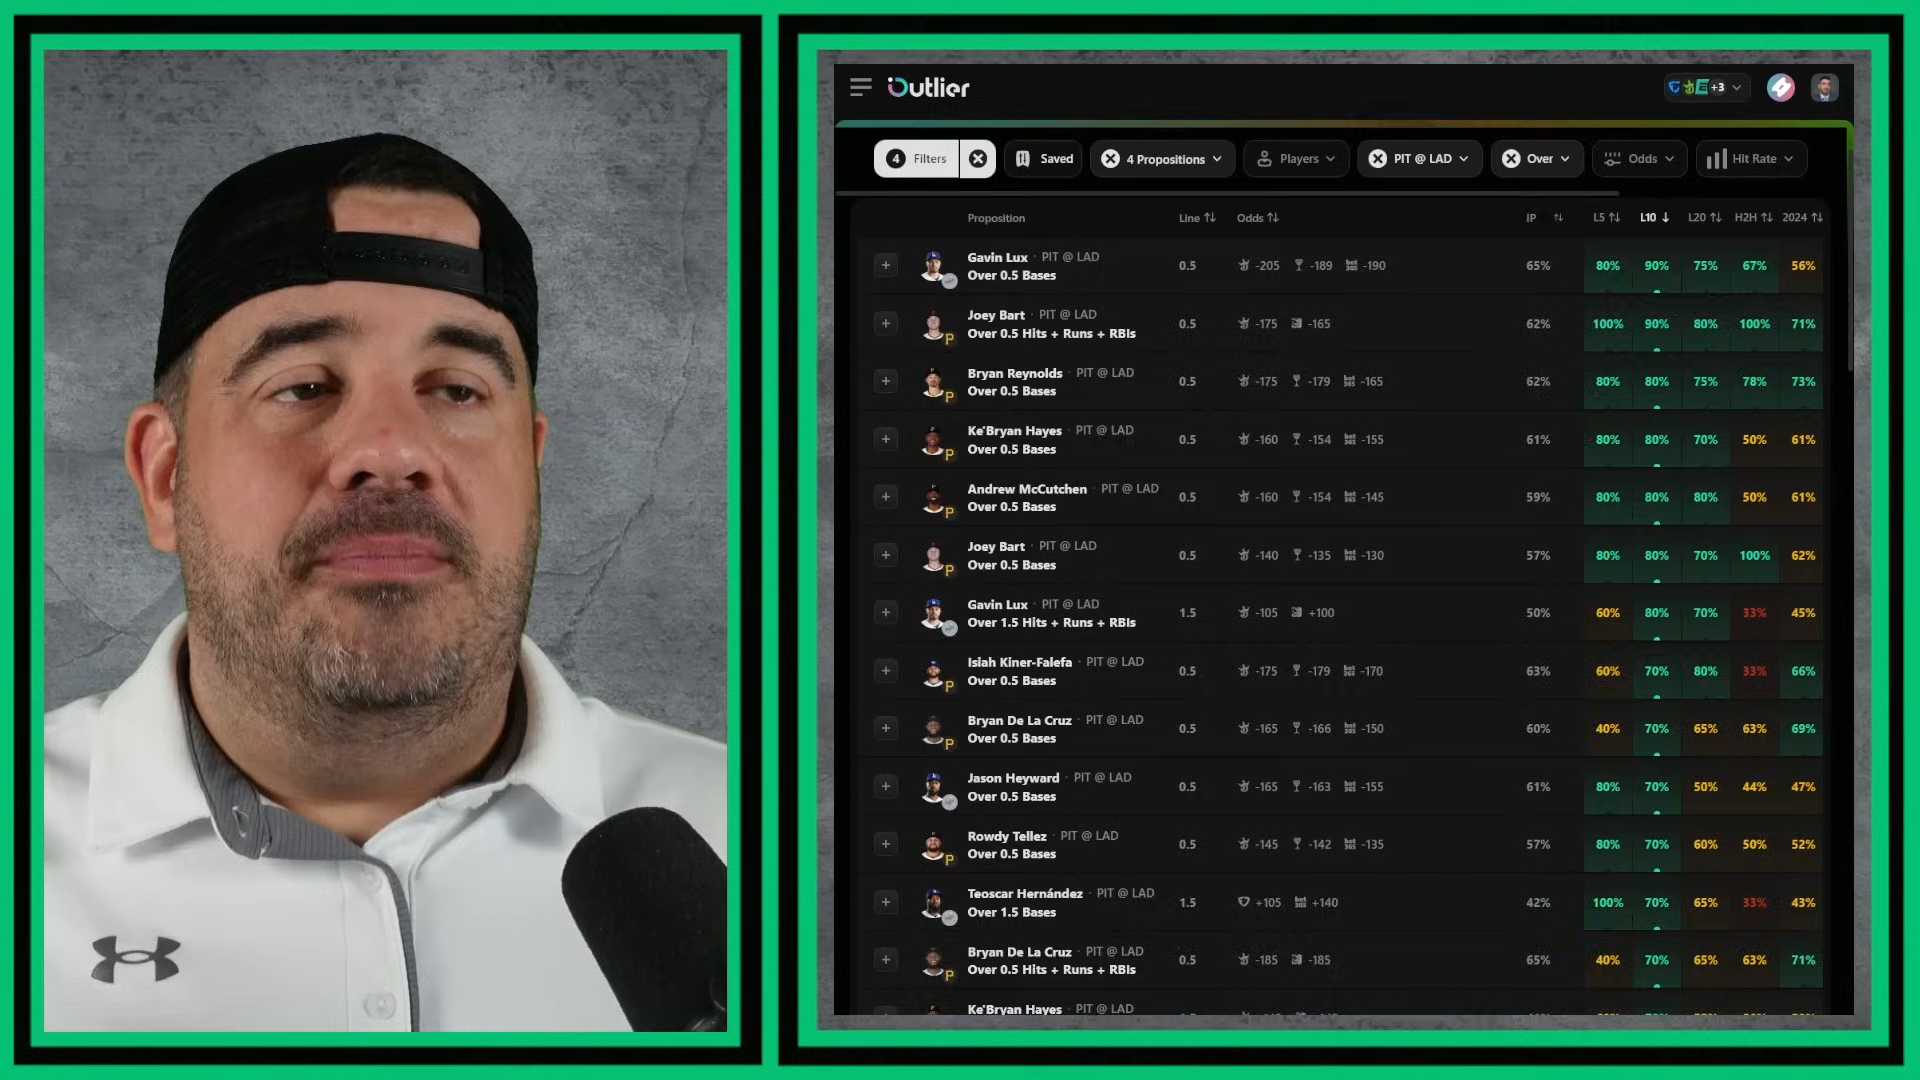 Outlier
+3
4 Filters
Saved
4 Propositions
Players
PIT @ LAD
Over
Odds
Hit Rate
Proposition Line Odds IP L5 L10 L20 H2H 2024
Gavin Lux · PIT @ LAD
Over 0.5 Bases
0.5 -205 -189 -190 65% 80% 90% 75% 67% 56%
Joey Bart · PIT @ LAD
Over 0.5 Hits + Runs + RBIs
0.5 -175 -165 62% 100% 90% 80% 100% 71%
Bryan Reynolds · PIT @ LAD
Over 0.5 Bases
0.5 -175 -179 -165 62% 80% 80% 75% 78% 73%
Ke'Bryan Hayes · PIT @ LAD
Over 0.5 Bases
0.5 -160 -154 -155 61% 80% 80% 70% 50% 61%
Andrew McCutchen · PIT @ LAD
Over 0.5 Bases
0.5 -160 -154 -145 59% 80% 80% 80% 50% 61%
Joey Bart · PIT @ LAD
Over 0.5 Bases
0.5 -140 -135 -130 57% 80% 80% 70% 100% 62%
Gavin Lux · PIT @ LAD
Over 1.5 Hits + Runs + RBIs
1.5 -105 +100 50% 60% 80% 70% 33% 45%
Isiah Kiner-Falefa · PIT @ LAD
Over 0.5 Bases
0.5 -175 -179 -170 63% 60% 70% 80% 33% 66%
Bryan De La Cruz · PIT @ LAD
Over 0.5 Bases
0.5 -165 -166 -150 60% 40% 70% 65% 63% 69%
Jason Heyward · PIT @ LAD
Over 0.5 Bases
0.5 -165 -163 -155 61% 80% 70% 50% 44% 47%
Rowdy Tellez · PIT @ LAD
Over 0.5 Bases
0.5 -145 -142 -135 57% 80% 70% 60% 50% 52%
Teoscar Hernández · PIT @ LAD
Over 1.5 Bases
1.5 +105 +140 42% 100% 70% 65% 33% 43%
Bryan De La Cruz · PIT @ LAD
Over 0.5 Hits + Runs + RBIs
0.5 -185 -185 65% 40% 70% 65% 63% 71%
Ke'Bryan Hayes · PIT @ LAD